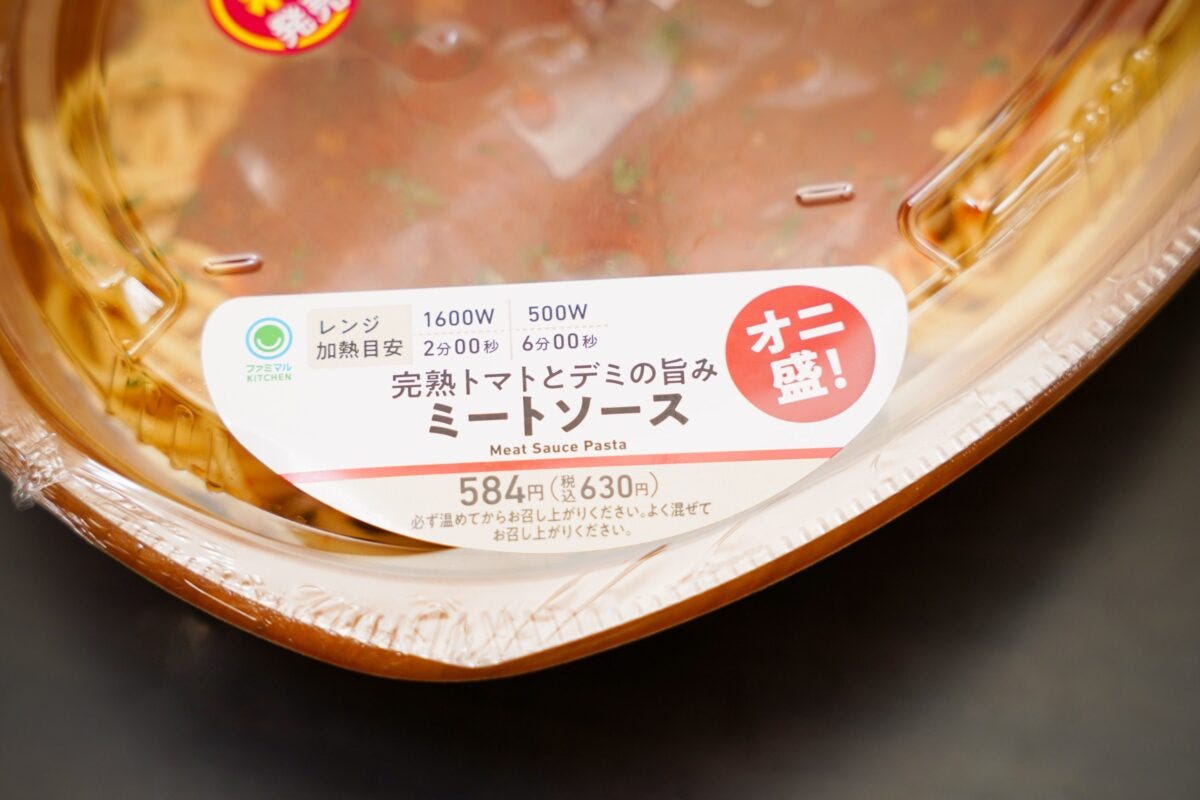 発売
ファミマル
KITCHEN
レンジ
加熱目安
1600W 500W
2分00秒 6分00秒
オニ
盛!
完熟トマトとデミの旨み
ミートソース
Meat Sauce Pasta
584円(税込630円)
必ず温めてからお召し上がりください。よく混ぜて
お召し上がりください。